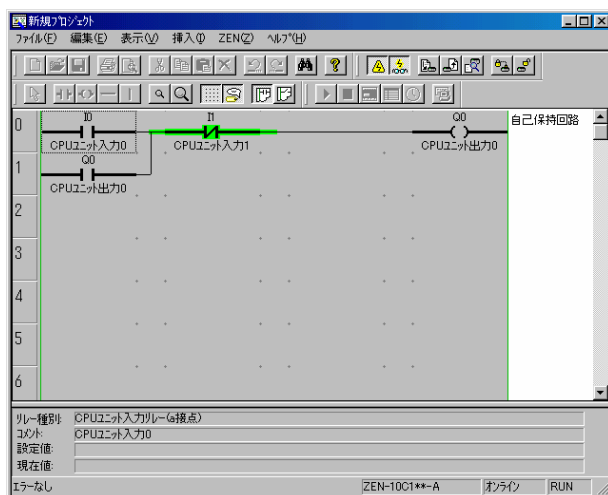 新規ﾌﾟﾛｼﾞｪｸﾄ
ﾌｧｲﾙ(F) 編集(E) 表示(V) 挿入(I) ZEN(Z) ﾍﾙﾌﾟ(H)
0 I0 I1 Q0 自己保持回路
CPUﾕﾆｯﾄ入力0 CPUﾕﾆｯﾄ入力1 CPUﾕﾆｯﾄ出力0
1 Q0
CPUﾕﾆｯﾄ出力0
2
3
4
5
6
ﾘﾚｰ種別: CPUﾕﾆｯﾄ入力ﾘﾚｰ(a接点)
ｺﾒﾝﾄ: CPUﾕﾆｯﾄ入力0
設定値:
現在値:
ｴﾗｰなし ZEN-10C1**-A ｵﾝﾗｲﾝ RUN